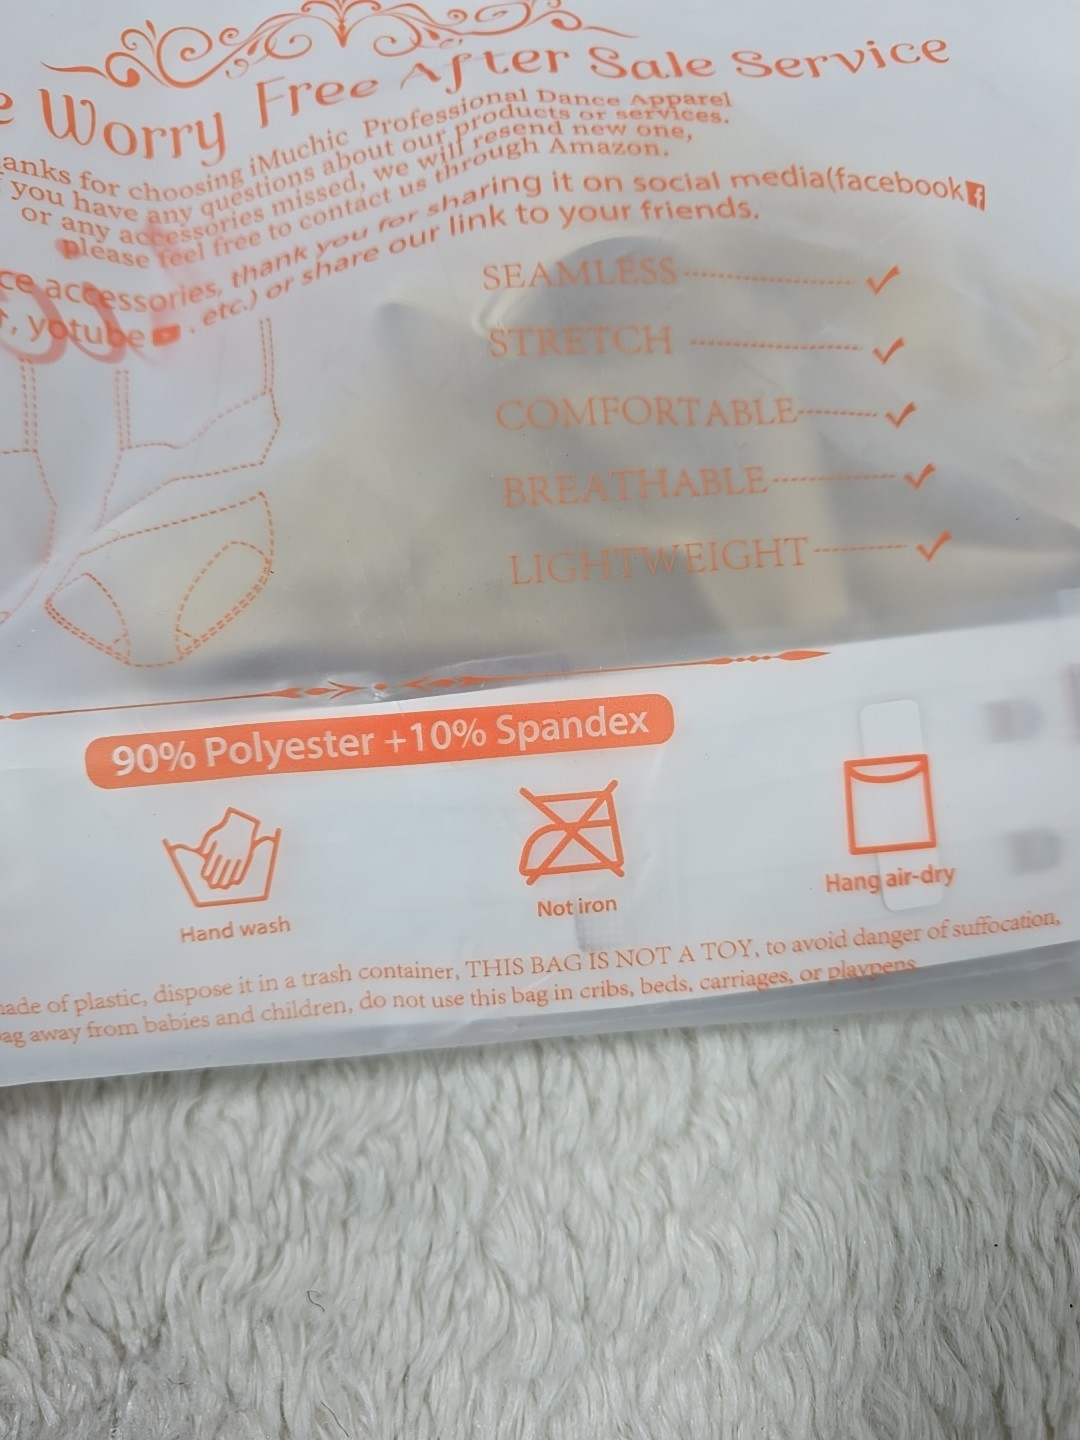 Worry Free After Sale Service
for choosing iMuchic Professional Dance Apparel
you have any questions about our products or services.
or any accessories missed, we will resend new one,
please feel free to contact us through Amazon.
accessories, thank you for sharing it on social media(facebook
yotube , etc.) or share our link to your friends.
SEAMLESS
STRETCH
COMFORTABLE
BREATHABLE
LIGHTWEIGHT
90% Polyester +10% Spandex
Hand wash
Not iron
Hang air-dry
of plastic, dispose it in a trash container, THIS BAG IS NOT A TOY, to avoid danger of suffocation,
away from babies and children, do not use this bag in cribs, beds, carriages, or playpens